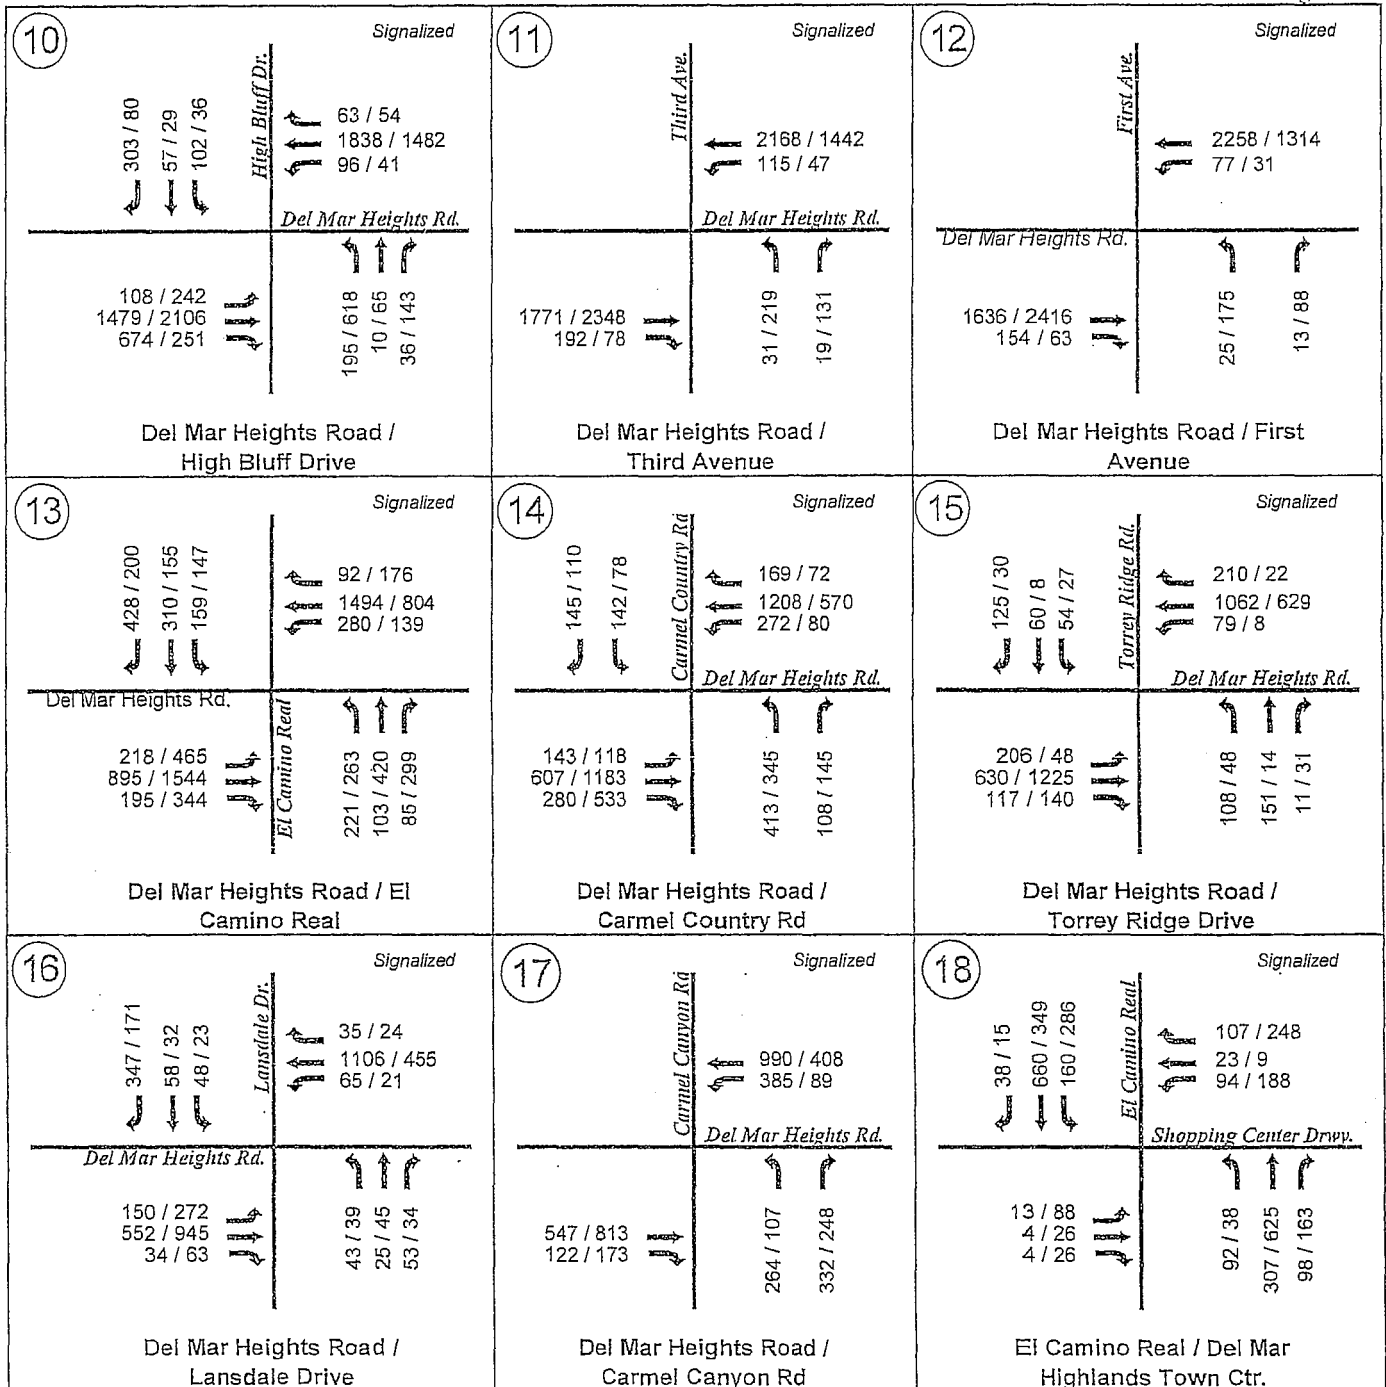 10
Signalized
High Bluff Dr.
303 / 80
57 / 29
102 / 36
63 / 54
1838 / 1482
96 / 41
Del Mar Heights Rd.
108 / 242
1479 / 2106
674 / 251
195 / 618
10 / 65
36 / 143
Del Mar Heights Road /
High Bluff Drive
11
Signalized
Third Ave.
2168 / 1442
115 / 47
Del Mar Heights Rd.
1771 / 2348
192 / 78
31 / 219
19 / 131
Del Mar Heights Road /
Third Avenue
12
Signalized
First Ave.
2258 / 1314
77 / 31
Del Mar Heights Rd.
1636 / 2416
154 / 63
25 / 175
13 / 88
Del Mar Heights Road / First
Avenue
13
Signalized
428 / 200
310 / 155
159 / 147
92 / 176
1494 / 804
280 / 139
Del Mar Heights Rd.
El Camino Real
218 / 465
895 / 1544
195 / 344
221 / 263
103 / 420
85 / 299
Del Mar Heights Road / El
Camino Real
14
Signalized
Carmel Country Rd
145 / 110
142 / 78
169 / 72
1208 / 570
272 / 80
Del Mar Heights Rd.
143 / 118
607 / 1183
280 / 533
413 / 345
108 / 145
Del Mar Heights Road /
Carmel Country Rd
15
Signalized
Torrey Ridge Rd.
125 / 30
60 / 8
54 / 27
210 / 22
1062 / 629
79 / 8
Del Mar Heights Rd.
206 / 48
630 / 1225
117 / 140
108 / 48
151 / 14
11 / 31
Del Mar Heights Road /
Torrey Ridge Drive
16
Signalized
Lansdale Dr.
347 / 171
58 / 32
48 / 23
35 / 24
1106 / 455
65 / 21
Del Mar Heights Rd.
150 / 272
552 / 945
34 / 63
43 / 39
25 / 45
53 / 34
Del Mar Heights Road /
Lansdale Drive
17
Signalized
Carmel Canyon Rd
990 / 408
385 / 89
Del Mar Heights Rd.
547 / 813
122 / 173
264 / 107
332 / 248
Del Mar Heights Road /
Carmel Canyon Rd
18
Signalized
El Camino Real
38 / 15
660 / 349
160 / 286
107 / 248
23 / 9
94 / 188
Shopping Center Drwy.
13 / 88
4 / 26
4 / 26
92 / 38
307 / 625
98 / 163
El Camino Real / Del Mar
Highlands Town Ctr.